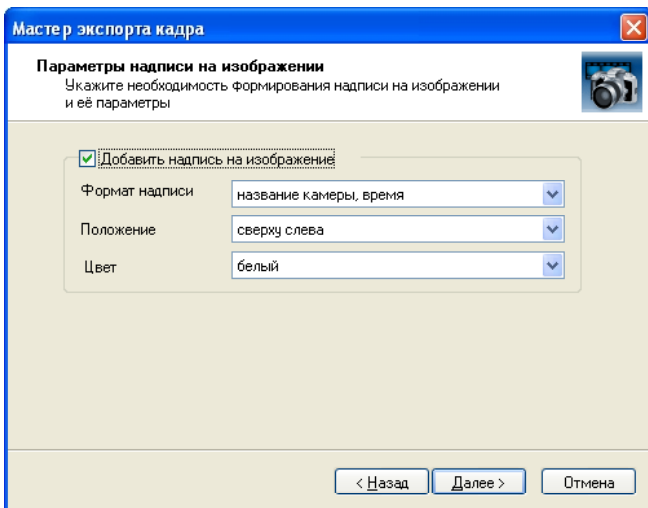 Мастер экспорта кадра
Параметры надписи на изображении
Укажите необходимость формирования надписи на изображении
и её параметры
Добавить надпись на изображение
Формат надписи название камеры, время
Положение сверху слева
Цвет белый
< Назад Далее > Отмена